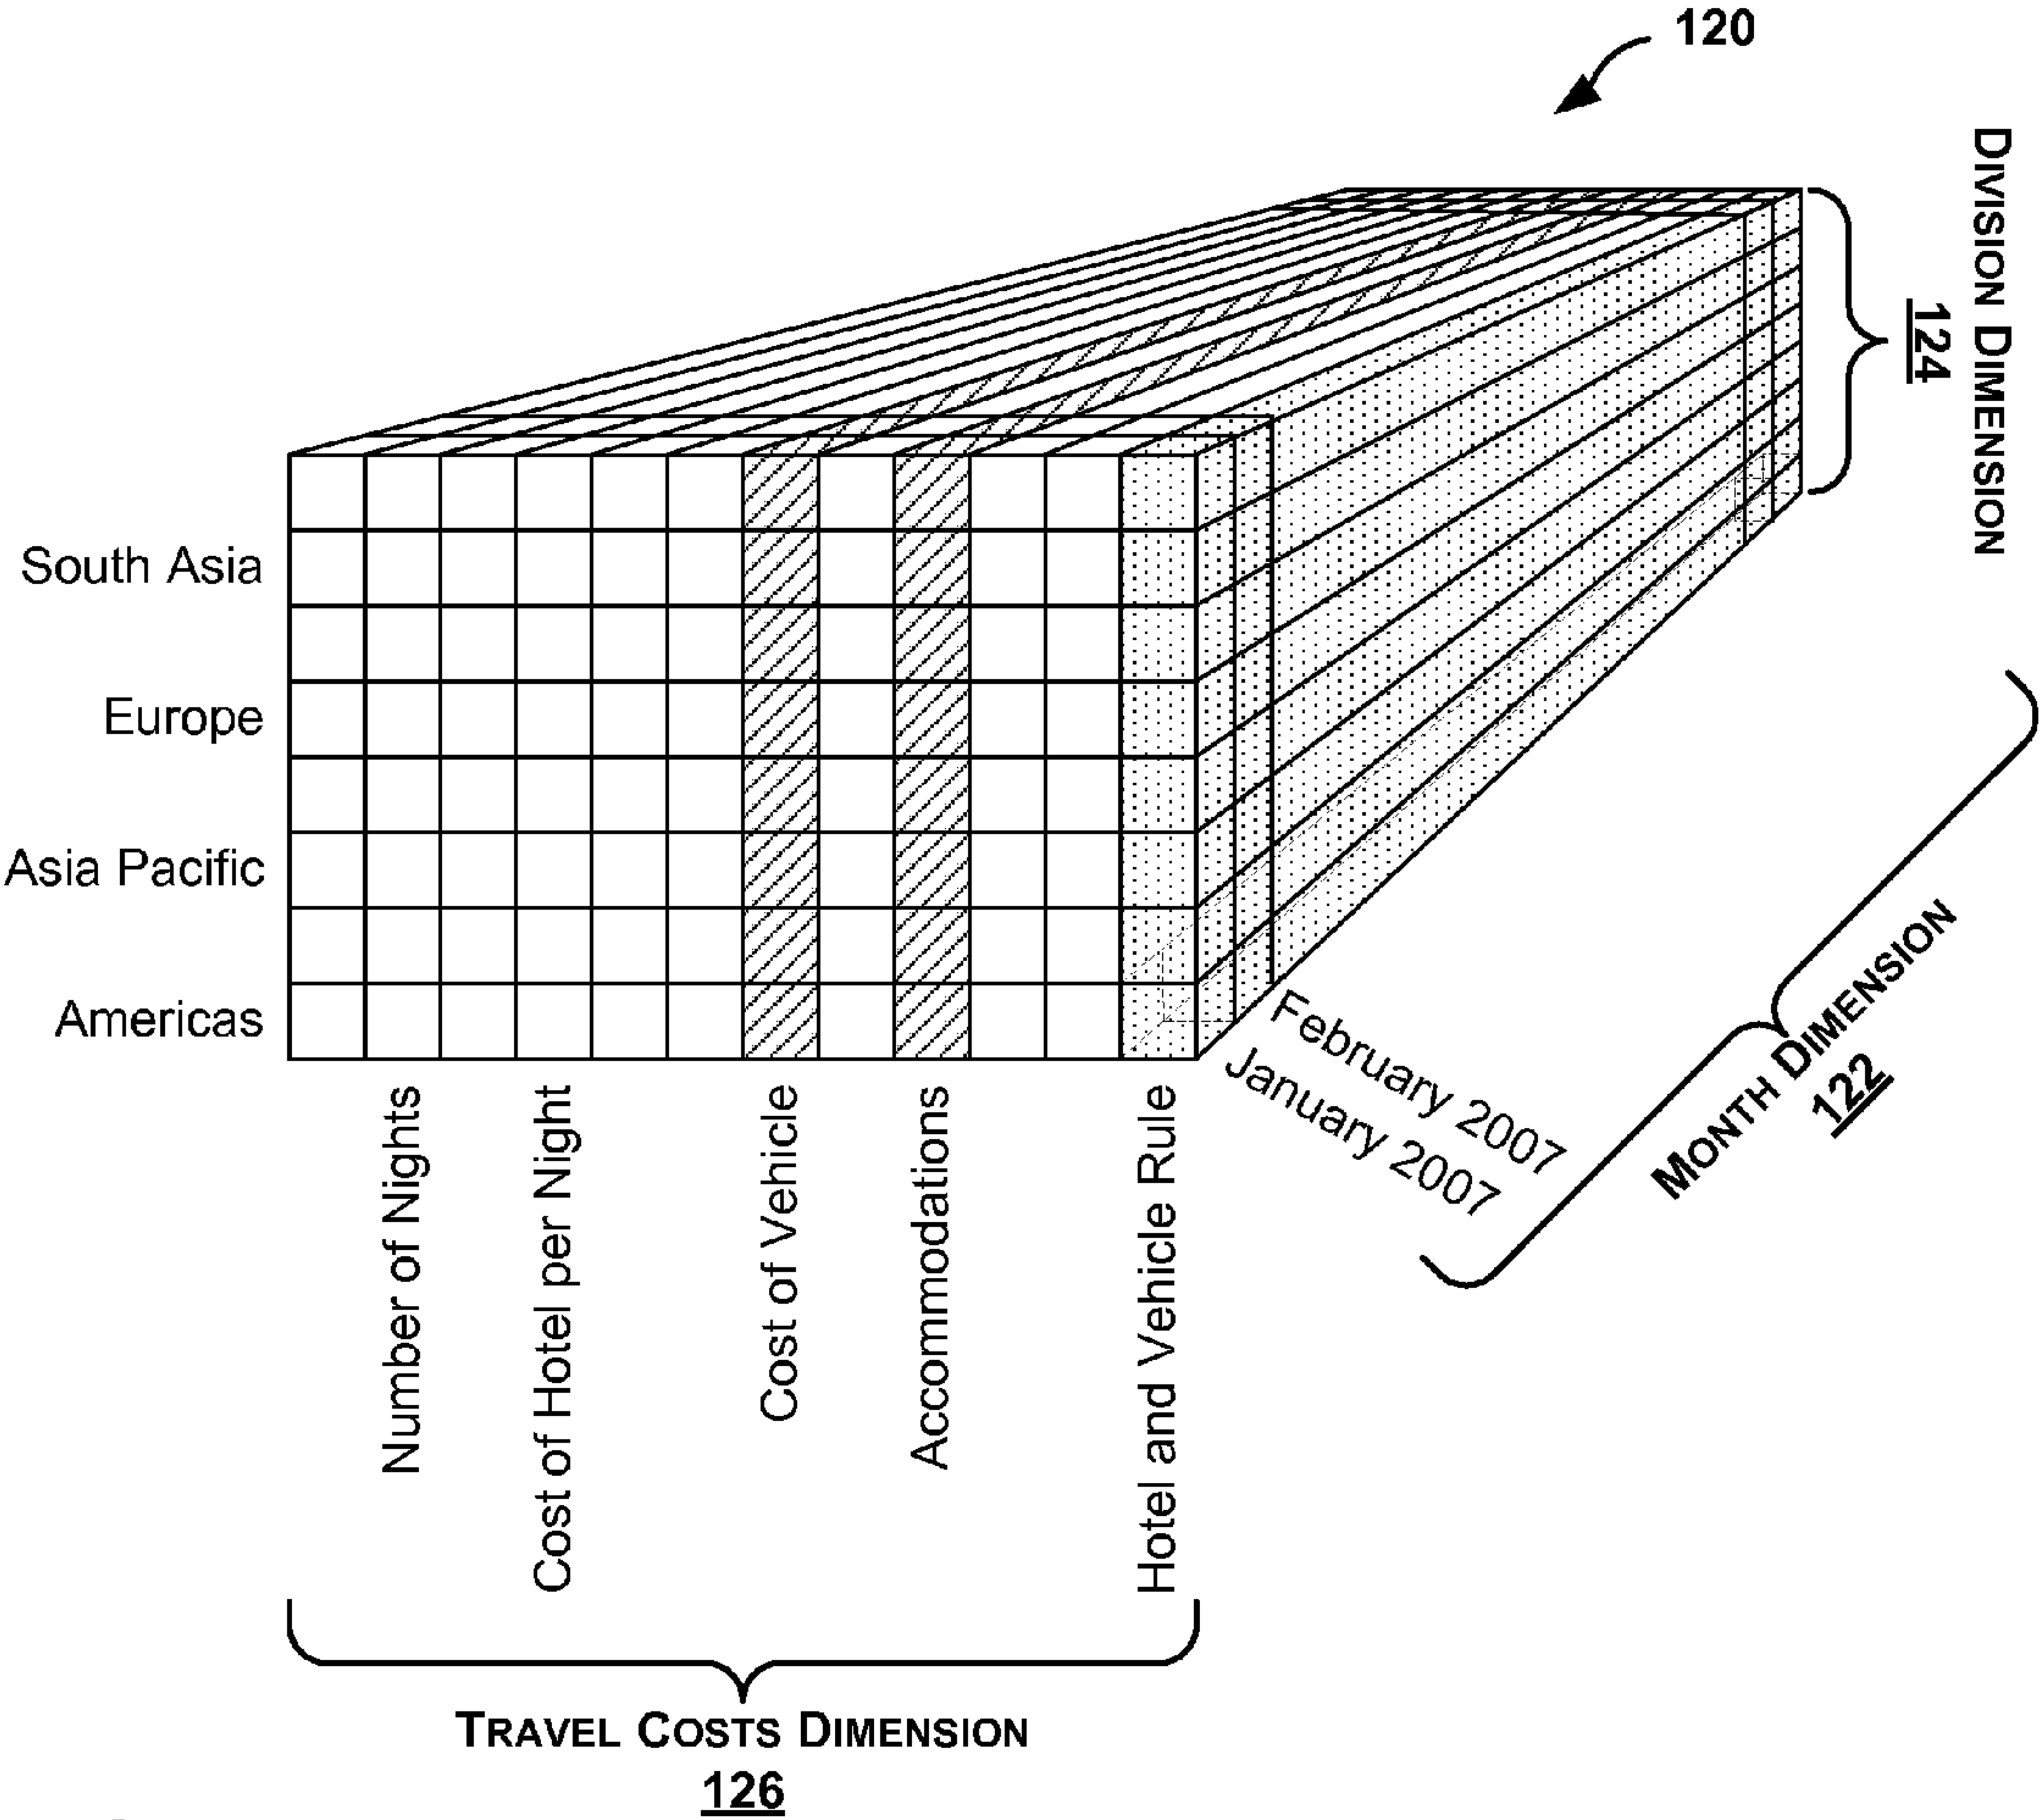 120
DIVISION DIMENSION
124
South Asia
Europe
Asia Pacific
Americas
February 2007
January 2007
MONTH DIMENSION
122
Number of Nights
Cost of Hotel per Night
Cost of Vehicle
Accommodations
Hotel and Vehicle Rule
TRAVEL COSTS DIMENSION
126